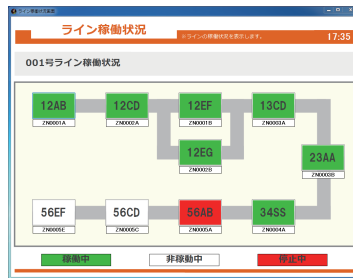 ライン稼働状況画面
ライン稼働状況
※ラインの稼働状況を表示します。
17:35
001号ライン稼働状況
12AB
12CD
12EF
13CD
ZN0001A
ZN0002A
ZN0001B
ZN0003A
12EG
ZN0002B
23AA
ZN0003B
56EF
56CD
56AB
34SS
ZN0005E
ZN0005C
ZN0005A
ZN0004A
稼働中
非稼動中
停止中